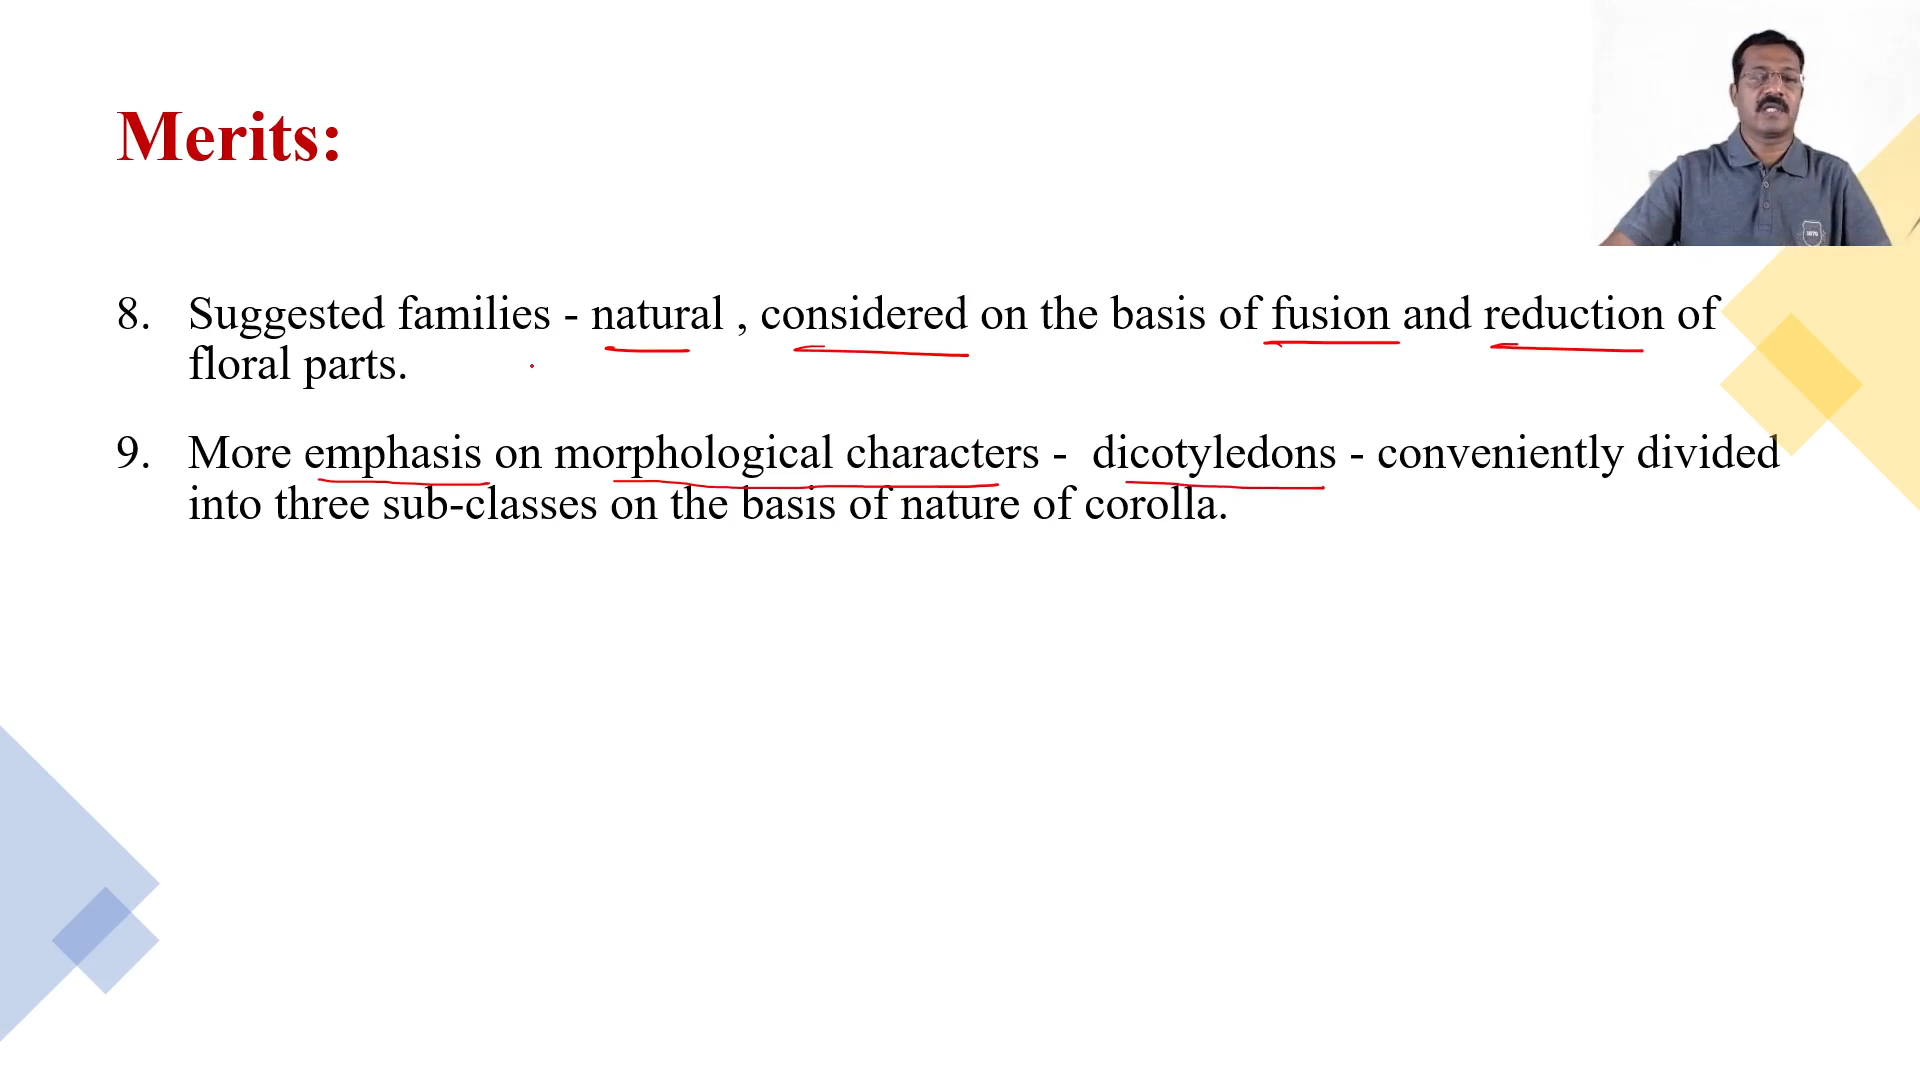 Merits:
8. Suggested families - natural , considered on the basis of fusion and reduction of
floral parts.
9. More emphasis on morphological characters - dicotyledons - conveniently divided
into three sub-classes on the basis of nature of corolla.